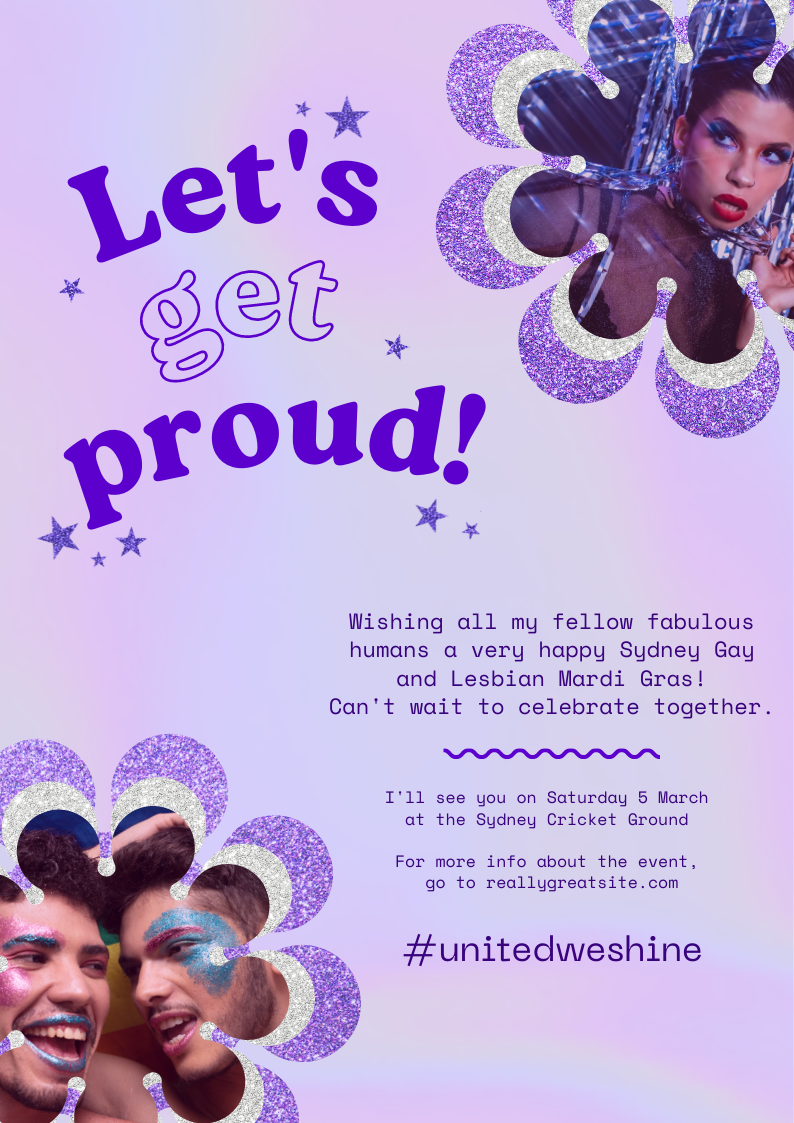 Let's
get
proud!
Wishing all my fellow fabulous
humans a very happy Sydney Gay
and Lesbian Mardi Gras!
Can't wait to celebrate together.
I'll see you on Saturday 5 March
at the Sydney Cricket Ground
For more info about the event,
go to reallygreatsite.com
#unitedweshine